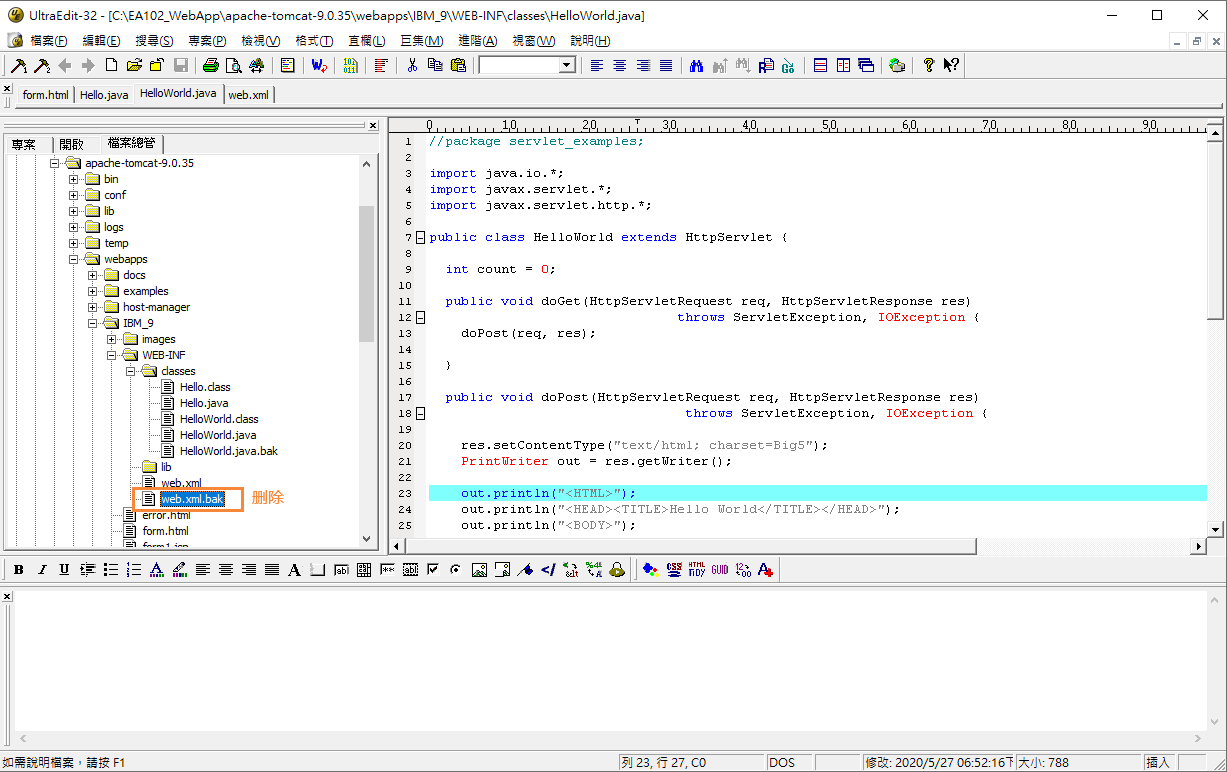 UltraEdit-32 - [C:\EA102_WebApp\apache-tomcat-9.0.35\webapps\IBM_9\WEB-INF\classes\HelloWorld.java]
檔案(F) 編輯(E) 搜尋(S) 專案(P) 檢視(V) 格式(T) 直欄(L) 巨集(M) 進階(A) 視窗(W) 說明(H)
form.html Hello.java HelloWorld.java web.xml
專案 開啟 檔案總管
apache-tomcat-9.0.35
bin
conf
lib
logs
temp
webapps
docs
examples
host-manager
IBM_9
images
WEB-INF
classes
Hello.class
Hello.java
HelloWorld.class
HelloWorld.java
HelloWorld.java.bak
lib
web.xml
web.xml.bak 刪除
error.html
form.html
form1.jsp
0 10 20 30 40 50 60 70 80 90
1 //package servlet_examples;
2
3 import java.io.*;
4 import javax.servlet.*;
5 import javax.servlet.http.*;
6
7 public class HelloWorld extends HttpServlet {
8
9 int count = 0;
10
11 public void doGet(HttpServletRequest req, HttpServletResponse res)
12 throws ServletException, IOException {
13 doPost(req, res);
14
15 }
16
17 public void doPost(HttpServletRequest req, HttpServletResponse res)
18 throws ServletException, IOException {
19
20 res.setContentType("text/html; charset=Big5");
21 PrintWriter out = res.getWriter();
22
23 out.println("<HTML>");
24 out.println("<HEAD><TITLE>Hello World</TITLE></HEAD>");
25 out.println("<BODY>");
如需說明檔案，請按 F1 列 23, 行 27, C0 DOS 修改: 2020/5/27 06:52:16下 大小: 788 插入